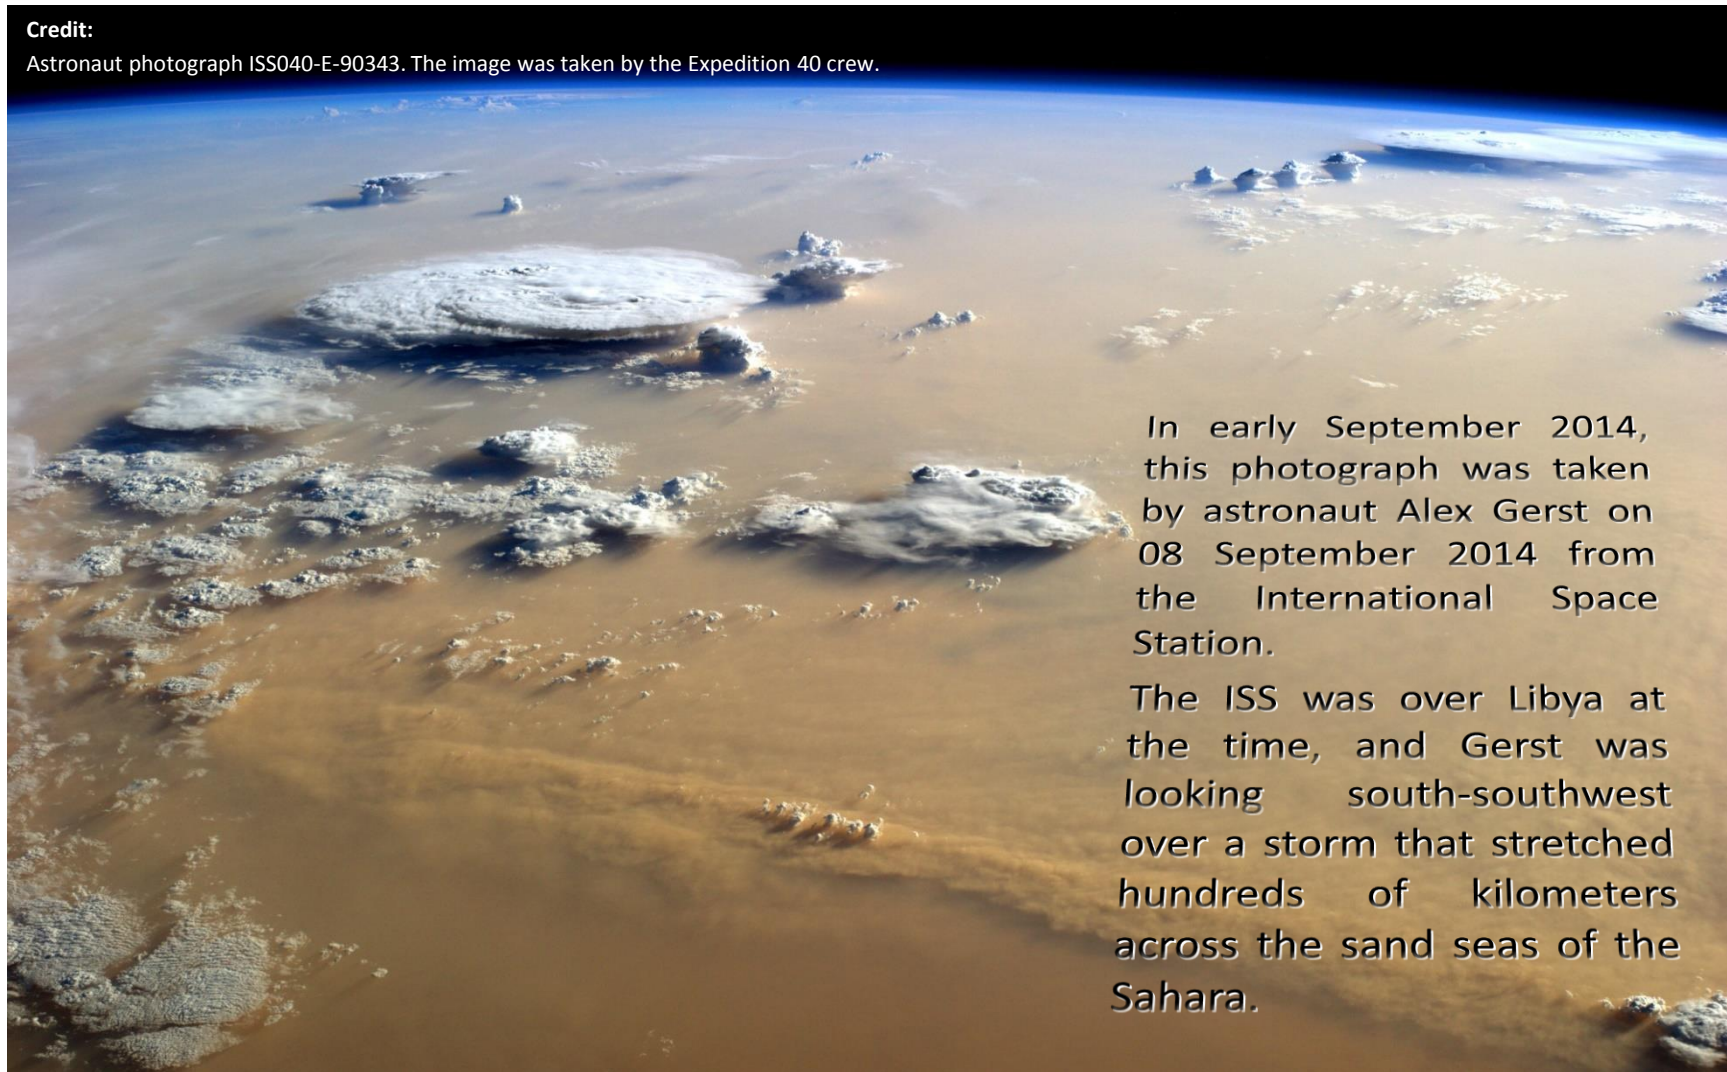 Credit:
Astronaut photograph ISS040-E-90343. The image was taken by the Expedition 40 crew.
In early September 2014,
this photograph was taken
by astronaut Alex Gerst on
08 September 2014 from
the International Space
Station.
The ISS was over Libya at
the time, and Gerst was
looking south-southwest
over a storm that stretched
hundreds of kilometers
across the sand seas of the
Sahara.